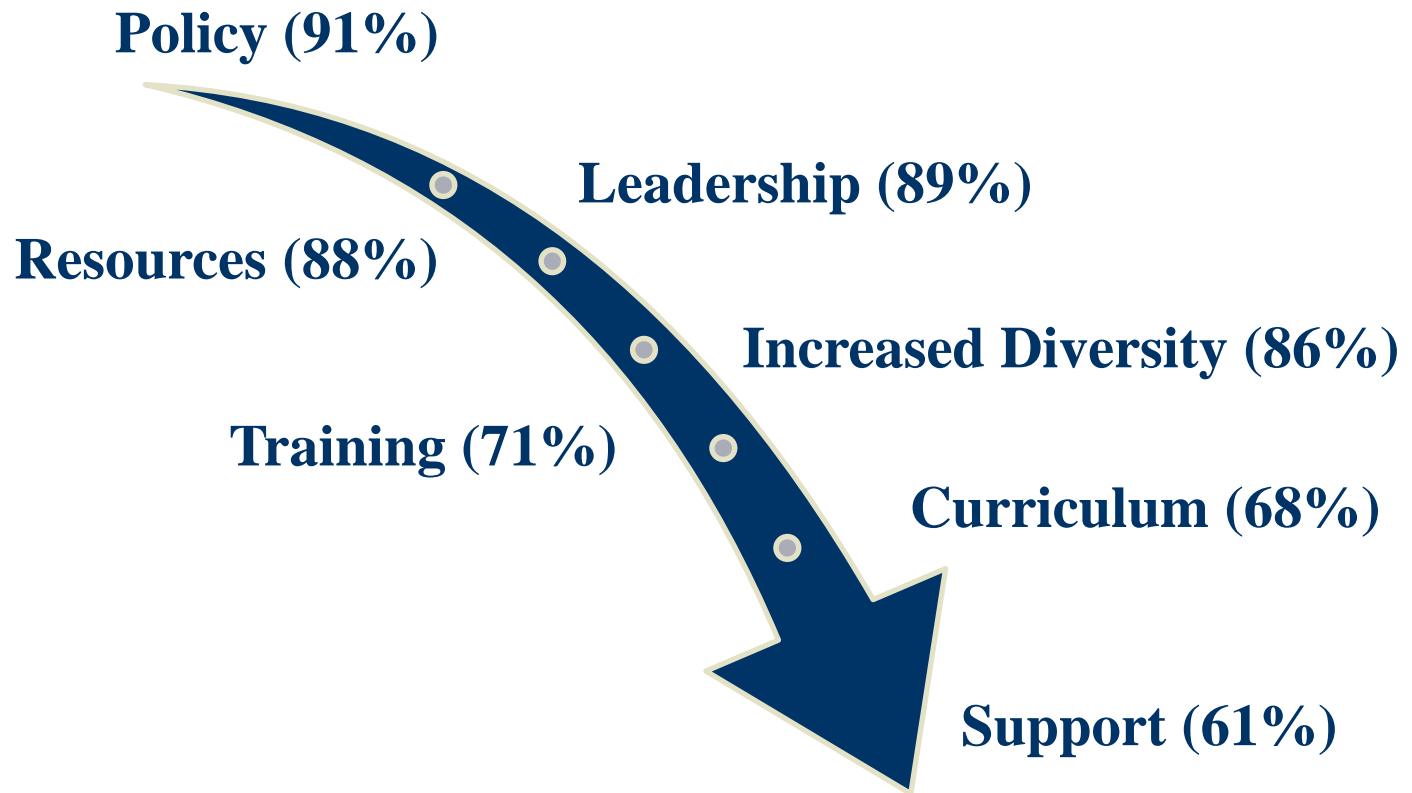 Policy (91%)
Leadership (89%)
Resources (88%)
Increased Diversity (86%)
Training (71%)
Curriculum (68%)
Support (61%)